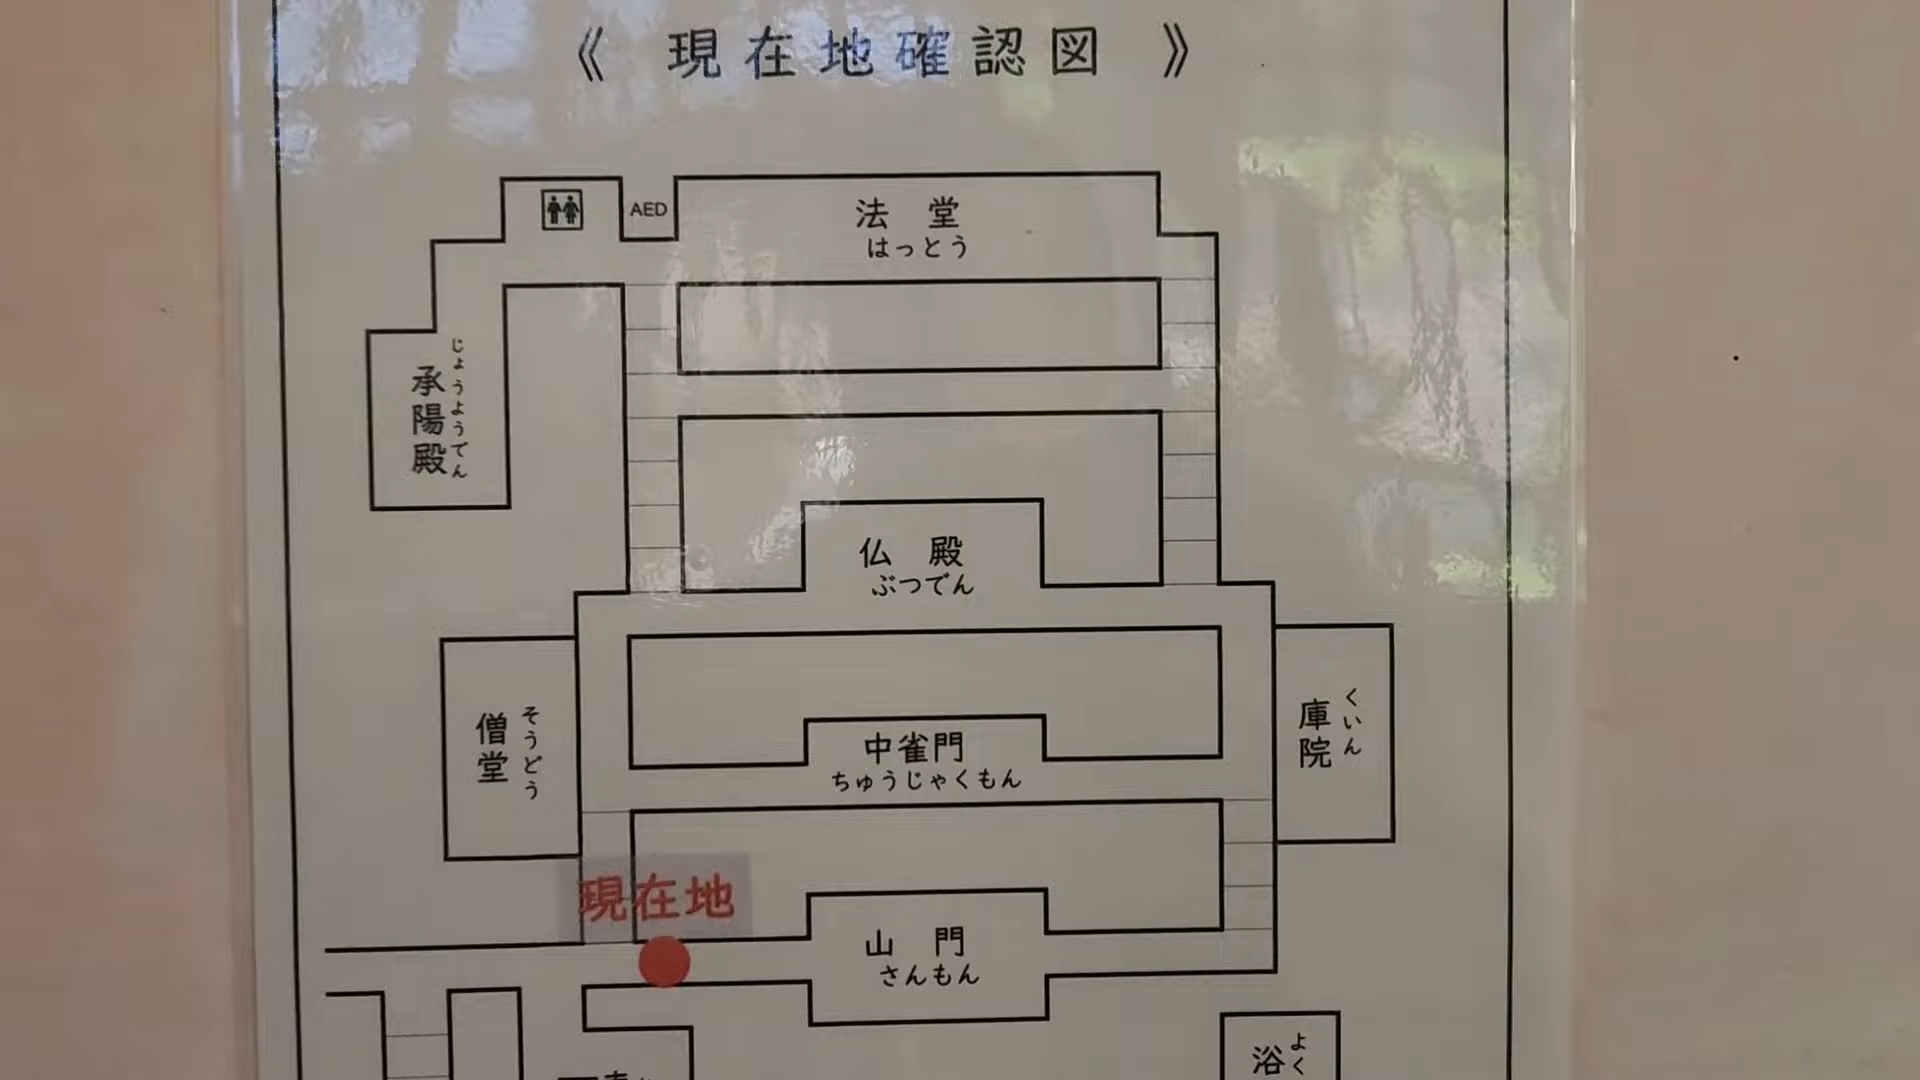 《 現在地確認図 》
AED
法堂
はっとう
承陽殿
じょうようでん
仏殿
ぶつでん
僧堂
そうどう
中雀門
ちゅうじゃくもん
庫院
くいん
現在地
山門
さんもん
浴
よく